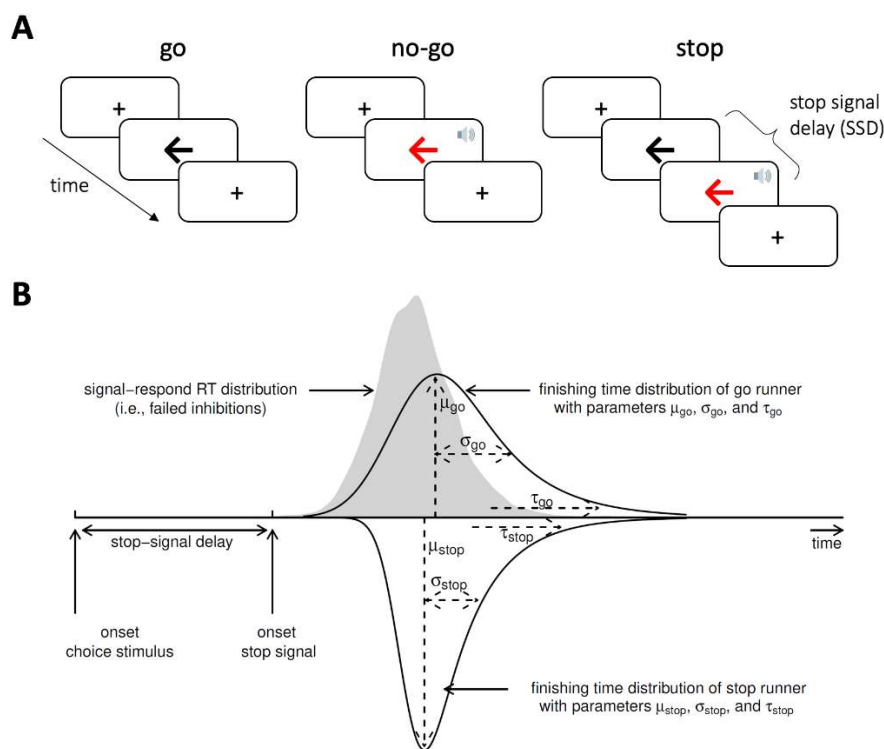 A
go
no-go
stop
+
+
+
stop signal
delay (SSD)
time
+
+
+
B
signal−respond RT distribution
(i.e., failed inhibitions)
finishing time distribution of go runner
with parameters μgo, σgo, and τgo
μgo
σgo
τgo
stop−signal delay
τstop
time
μstop
σstop
onset
choice stimulus
onset
stop signal
finishing time distribution of stop runner
with parameters μstop, σstop, and τstop